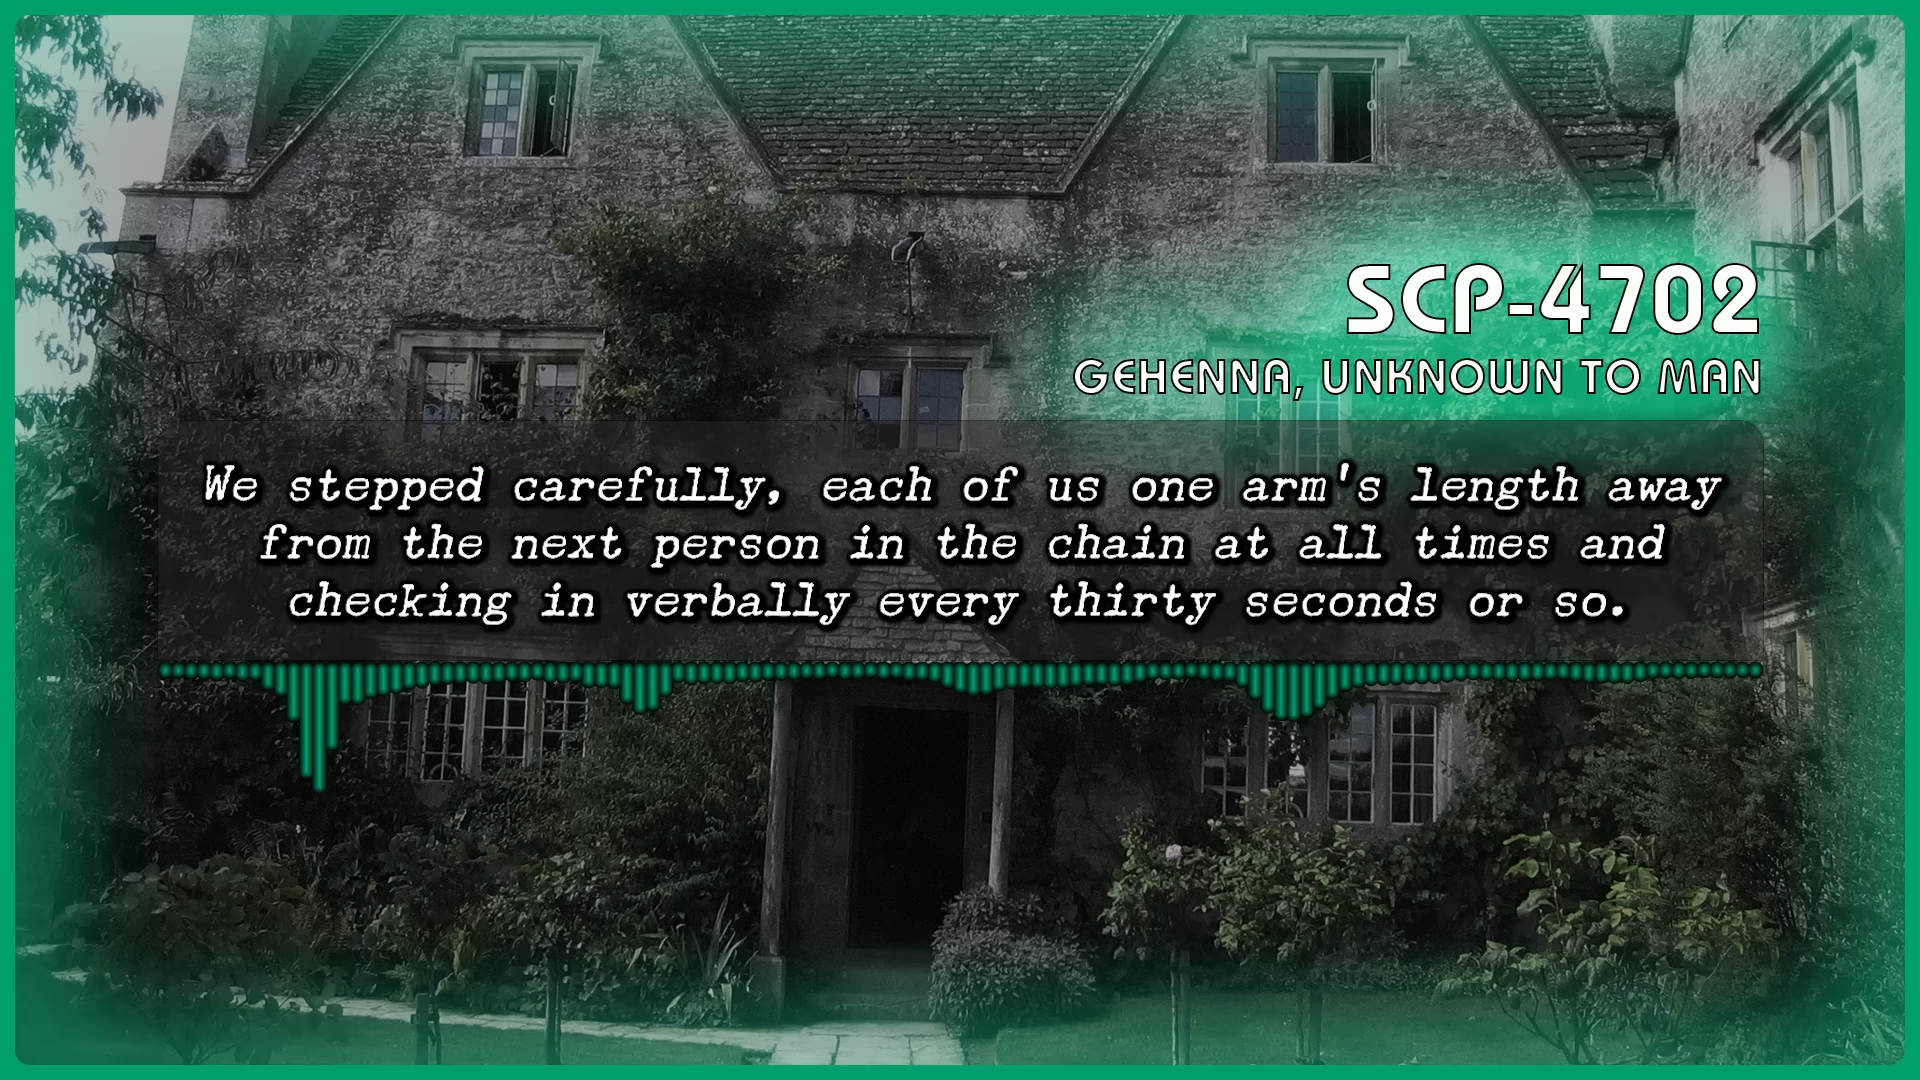 SCP-4702
GEHENNA, UNKNOWN TO MAN
We stepped carefully, each of us one arm's length away
from the next person in the chain at all times and
checking in verbally every thirty seconds or so.